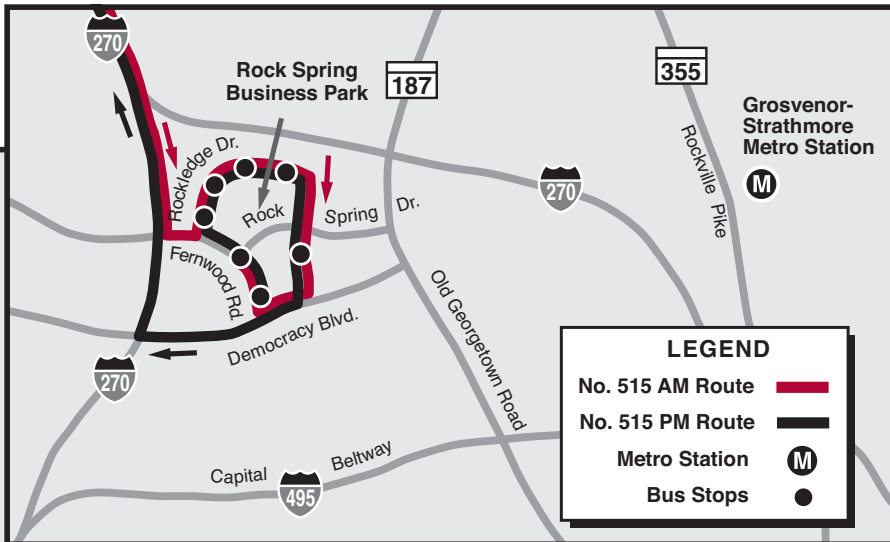 270
Rock Spring
Business Park
187
355
Grosvenor-
Strathmore
Metro Station
M
Rockledge Dr.
Rockville Pike
270
Rock Spring Dr.
Fernwood Rd.
Old Georgetown Road
Democracy Blvd.
270
Capital Beltway
495
LEGEND
No. 515 AM Route
No. 515 PM Route
Metro Station M
Bus Stops